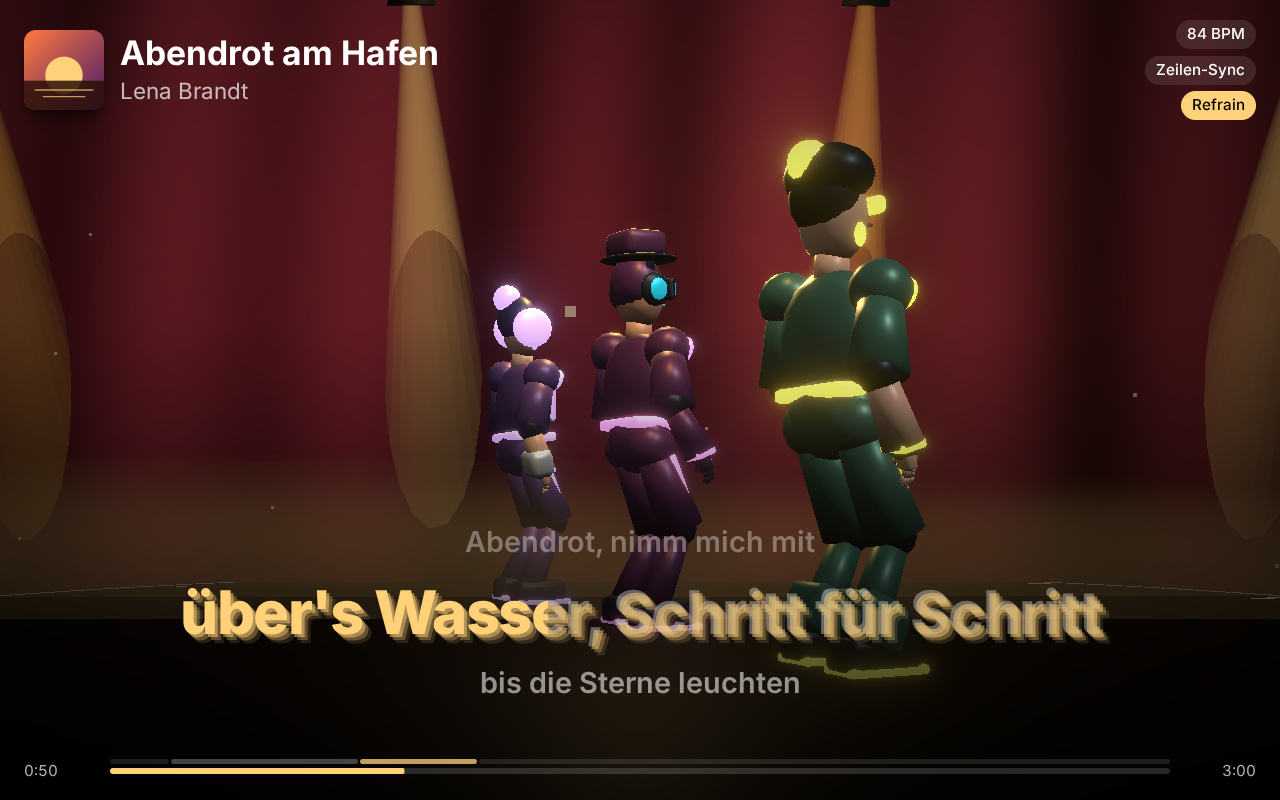 Abendrot am Hafen
Lena Brandt
84 BPM
Zeilen-Sync
Refrain
Abendrot, nimm mich mit
über's Wasser, Schritt für Schritt
bis die Sterne leuchten
0:50
3:00